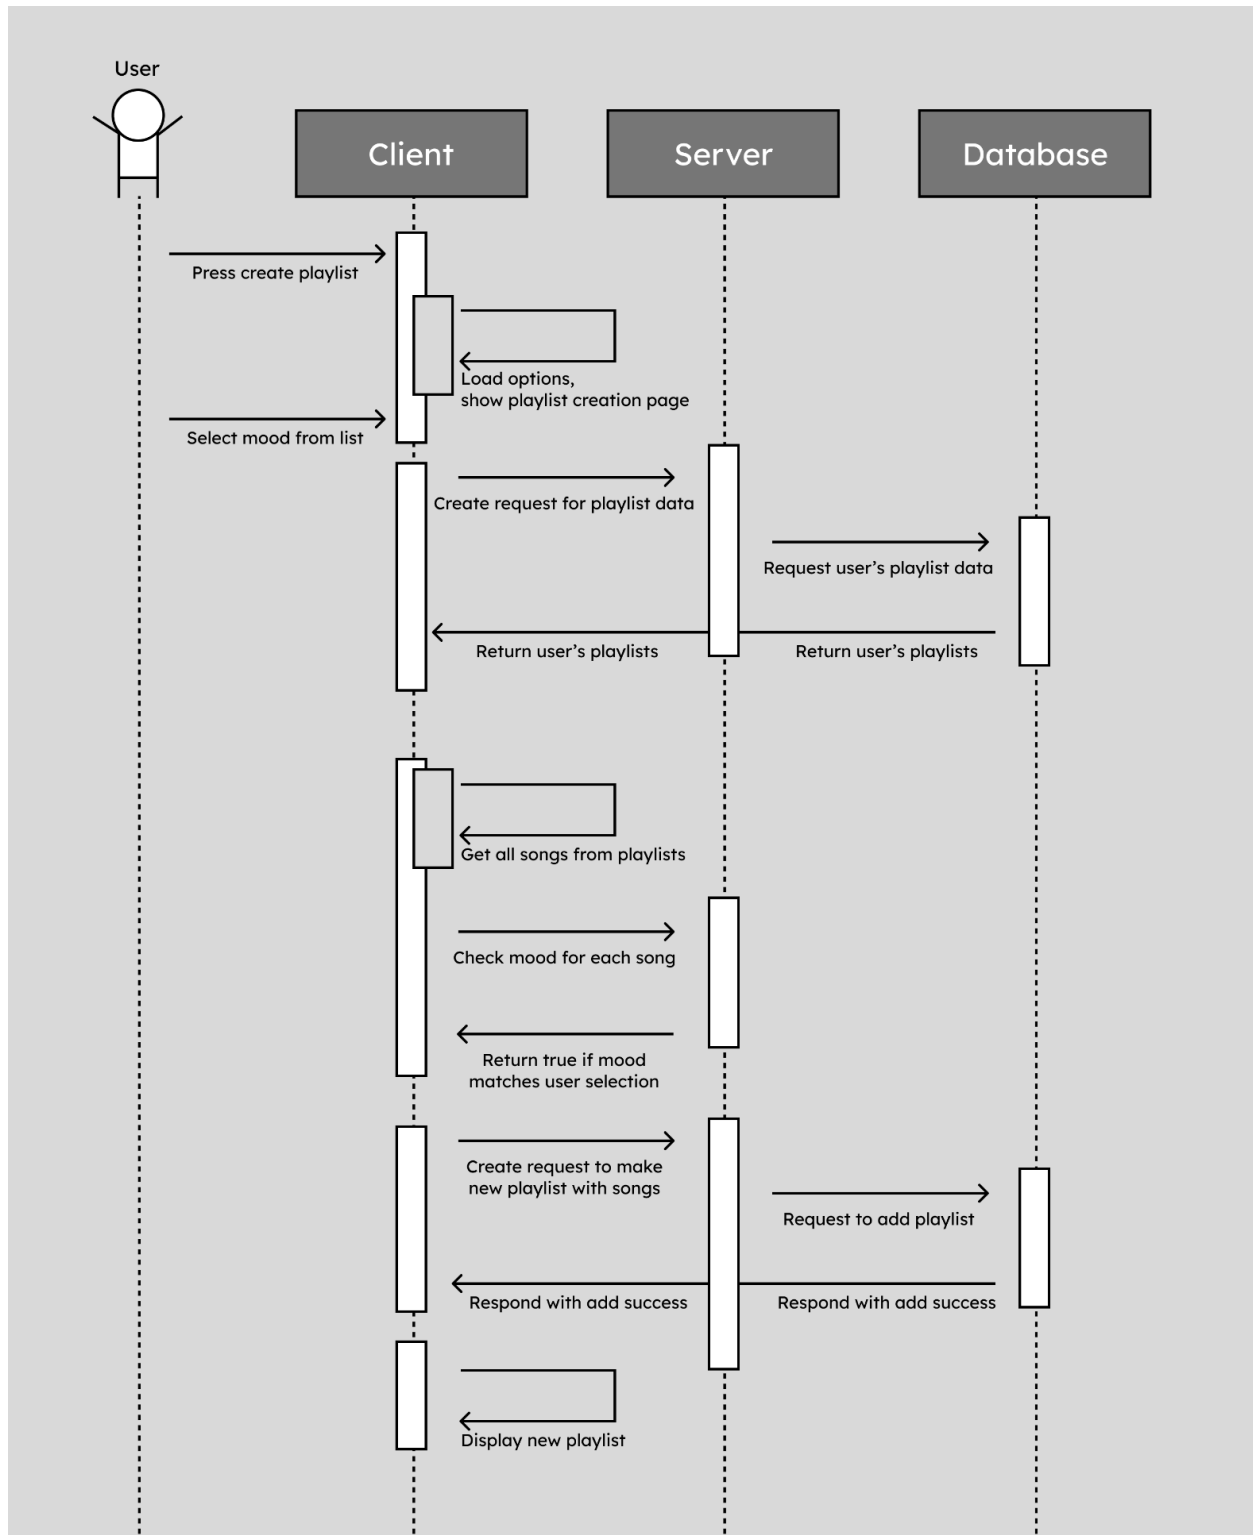 User
Client
Server
Database
Press create playlist
Load options,
show playlist creation page
Select mood from list
Create request for playlist data
Request user’s playlist data
Return user’s playlists
Return user’s playlists
Get all songs from playlists
Check mood for each song
Return true if mood
matches user selection
Create request to make
new playlist with songs
Request to add playlist
Respond with add success
Respond with add success
Display new playlist